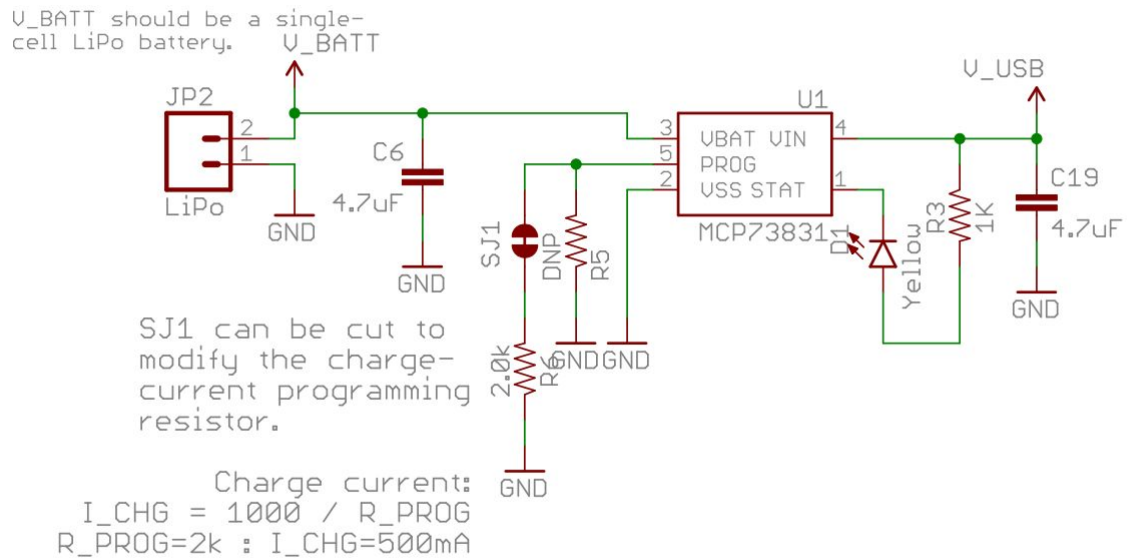 V_BATT should be a single-
cell LiPo battery.
V_BATT
V_USB
JP2
2
1
LiPo
GND
C6
4.7uF
GND
U1
3
VBAT
VIN
4
5
PROG
2
VSS
STAT
1
MCP73831
SJ1
DNP
R5
D1
Yellow
R3
1K
C19
4.7uF
GND
GND
GND
2.0k
R6
GND
SJ1 can be cut to
modify the charge-
current programming
resistor.
Charge current:
I_CHG = 1000 / R_PROG
R_PROG=2k : I_CHG=500mA